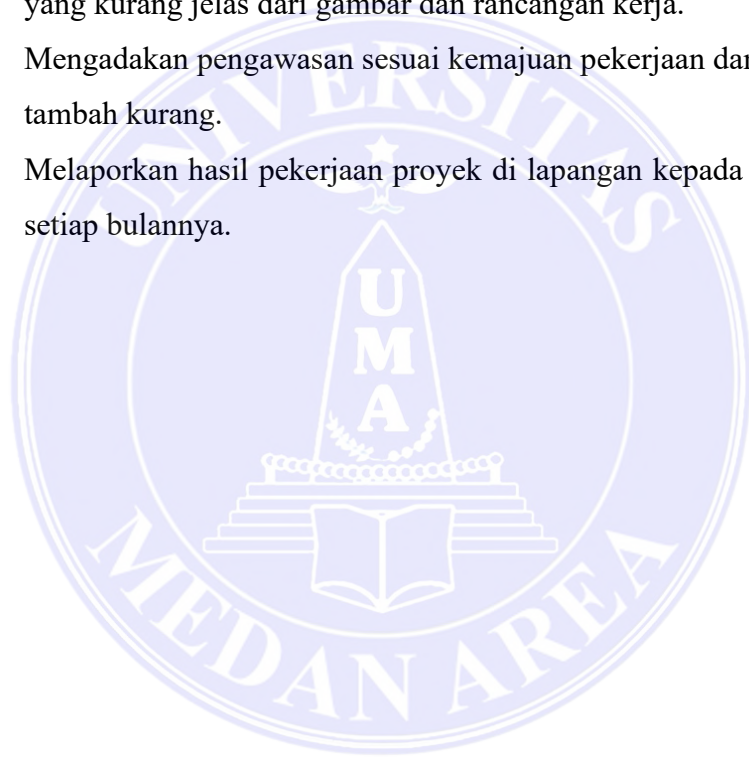 yang kurang jelas dari gambar dan rancangan kerja.
Mengadakan pengawasan sesuai kemajuan pekerjaan dan
tambah kurang.
Melaporkan hasil pekerjaan proyek di lapangan kepada
setiap bulannya.
UNIVERSITAS
U
M
A
MEDAN AREA